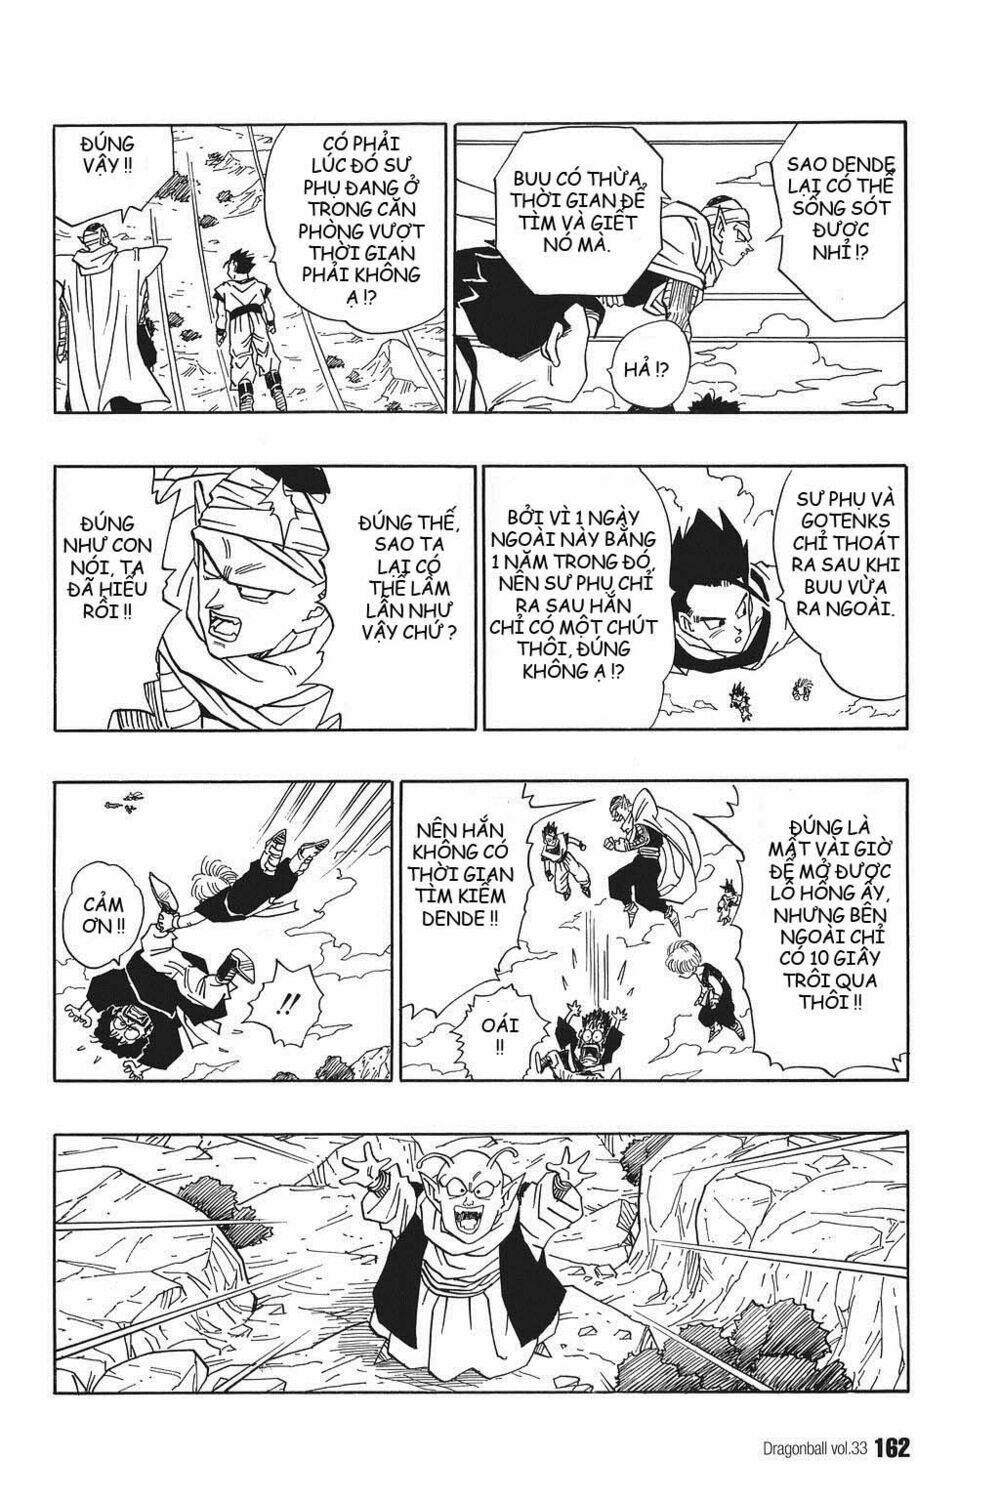 SAO DENDE
LẠI CÓ THỂ
SỐNG SÓT
ĐƯỢC
NHỈ !?
BUU CÓ THỪA
THỜI GIAN ĐỂ
TÌM VÀ GIẾT
NÓ MÀ.
HẢ !?
CÓ PHẢI
LÚC ĐÓ SƯ
PHỤ ĐANG Ở
TRONG CĂN
PHÒNG VƯỢT
THỜI GIAN
PHẢI KHÔNG
Ạ !?
ĐÚNG
VẬY !!
SƯ PHỤ VÀ
GOTENKS
CHỈ THOÁT
RA SAU KHI
BUU VỪA
RA NGOÀI.
BỞI VÌ 1 NGÀY
NGOÀI NÀY BẰNG
1 NĂM TRONG ĐÓ,
NÊN SƯ PHỤ CHỈ
RA SAU HẮN
CHỈ CÓ MỘT CHÚT
THÔI, ĐÚNG
KHÔNG Ạ !?
ĐÚNG THẾ,
SAO TA
LẠI CÓ
THỂ LẦM
LẪN NHƯ
VẬY CHỨ ?
ĐÚNG
NHƯ CON
NÓI, TA
ĐÃ HIỂU
RỒI !!
ĐÚNG LÀ
MẤT VÀI GIỜ
ĐỂ MỞ ĐƯỢC
LỖ HỔNG ẤY,
NHƯNG BÊN
NGOÀI CHỈ
CÓ 10 GIÂY
TRÔI QUA
THÔI !!
NÊN HẮN
KHÔNG CÓ
THỜI GIAN
TÌM KIẾM
DENDE !!
OÁI
!!
CẢM
ƠN !!
!!
Dragonball vol.33 162